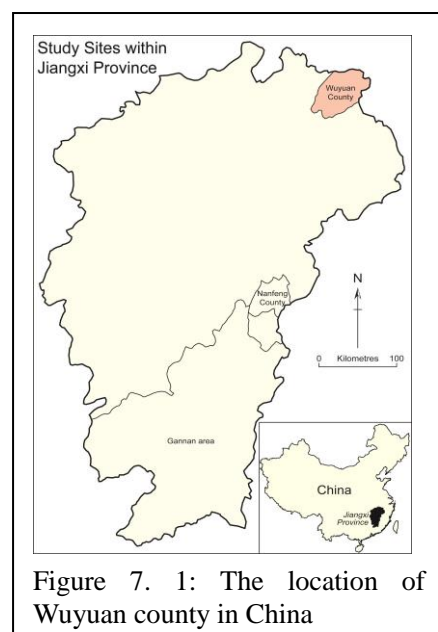 Study Sites within
Jiangxi Province
Wuyuan
County
Nanfeng
County
N
0 Kilometres 100
Gannan area
China
Jiangxi
Province
Figure 7. 1: The location of
Wuyuan county in China